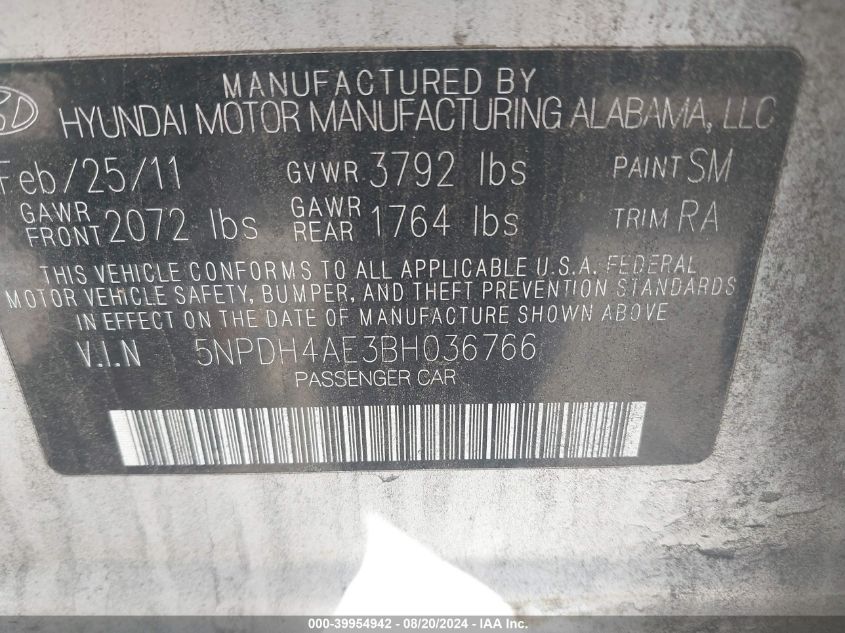 MANUFACTURED BY
HYUNDAI MOTOR MANUFACTURING ALABAMA, LLC
Feb/25/11 GVWR 3792 lbs PAINT SM
GAWR FRONT 2072 lbs GAWR REAR 1764 lbs TRIM RA
THIS VEHICLE CONFORMS TO ALL APPLICABLE U.S.A. FEDERAL
MOTOR VEHICLE SAFETY, BUMPER, AND THEFT PREVENTION STANDARDS
IN EFFECT ON THE DATE OF MANUFACTURE SHOWN ABOVE
V.I.N 5NPDH4AE3BH036766
PASSENGER CAR
000-39954942 - 08/20/2024 - IAA Inc.